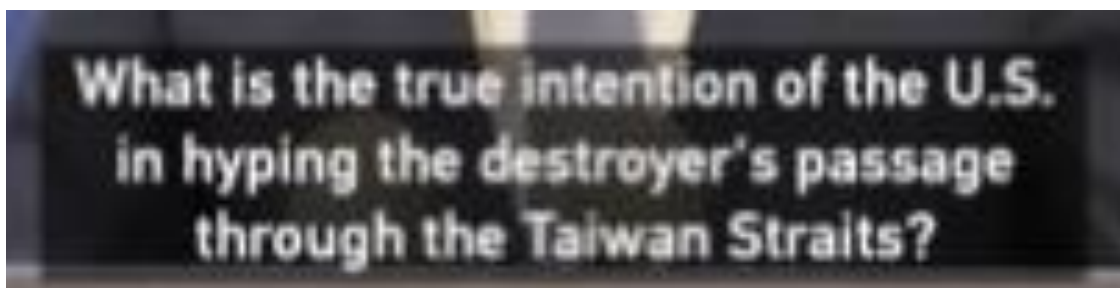 What is the true intention of the U.S.
in hyping the destroyer's passage
through the Taiwan Straits?